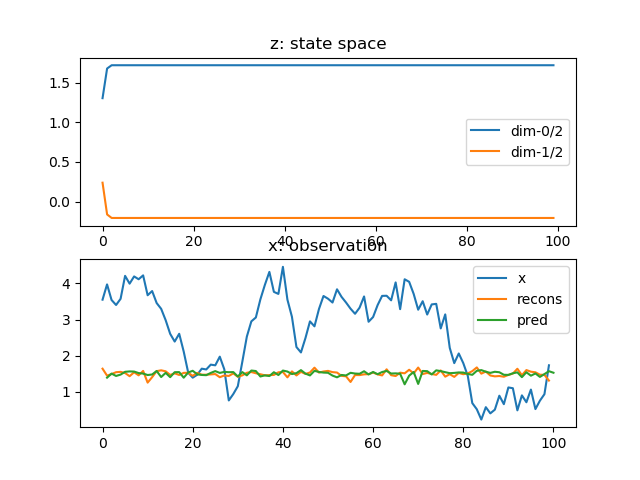 z: state space
1.5
1.0
0.5
0.0
dim-0/2
dim-1/2
0 20 40 60 80 100
x: observation
4
3
2
1
x
recons
pred
0 20 40 60 80 100